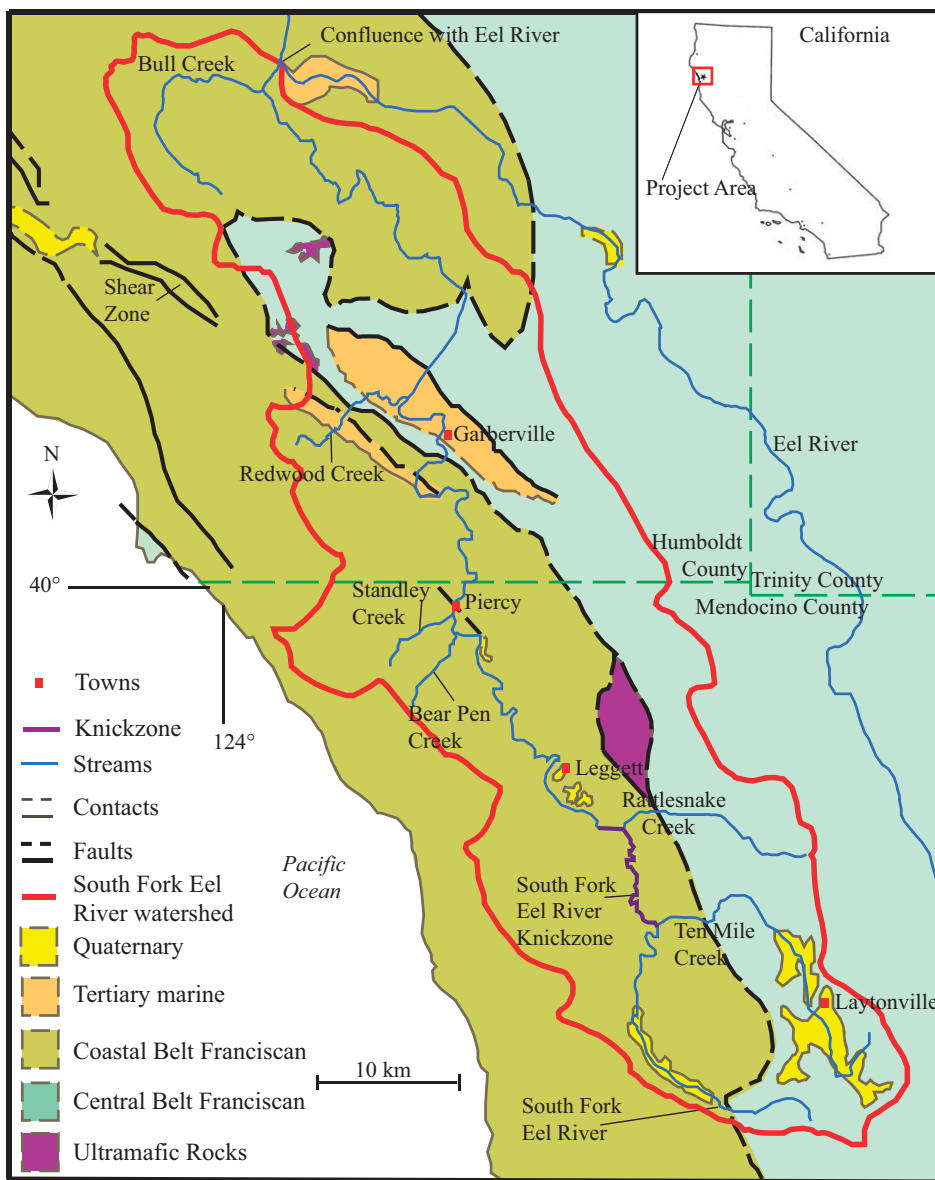 Confluence with Eel River
California
Bull Creek
Project Area
Shear
Zone
Garberville
Eel River
Redwood Creek
N
Humboldt
County
40°
Trinity County
Standley
Creek
Piercy
Mendocino County
Towns
Bear Pen
Creek
Knickzone
124°
Streams
Leggett
Contacts
Rattlesnake
Creek
Faults
Pacific
Ocean
South Fork Eel
River watershed
South Fork
Eel River
Knickzone
Quaternary
Ten Mile
Creek
Tertiary marine
Laytonville
Coastal Belt Franciscan
10 km
Central Belt Franciscan
South Fork
Eel River
Ultramafic Rocks